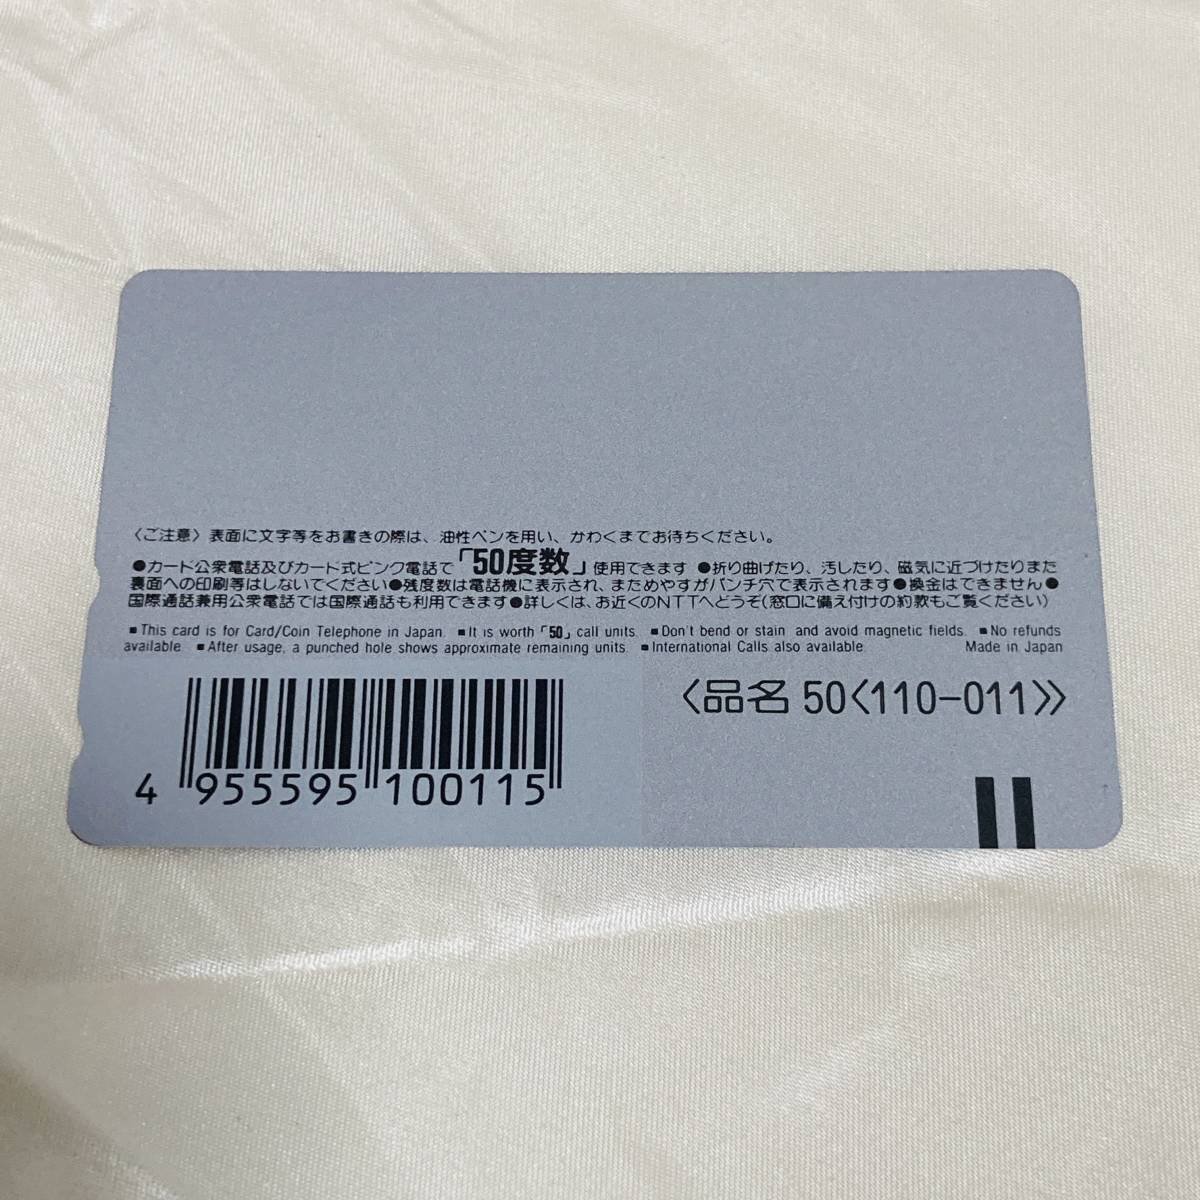 〈ご注意〉表面に文字等をお書きの際は、油性ペンを用い、かわくまでお待ちください。
●カード公衆電話及びカード式ピンク電話で「50度数」使用できます ●折り曲げたり、汚したり、磁気に近づけたりまた
裏面への印刷等はしないでください●残度数は電話機に表示され、まためやすがパンチ穴で表示されます●換金はできません●
国際通話兼用公衆電話では国際通話も利用できます●詳しくは、お近くのNTTへどうぞ(窓口に備え付けの約款もご覧ください)
■This card is for Card/Coin Telephone in Japan. ■It is worth「50」call units. ■Don't bend or stain and avoid magnetic fields. ■No refunds
available. ■After usage, a punched hole shows approximate remaining units. ■International Calls also available. Made in Japan
〈品名 50〈110-011〉〉
4 955595 100115